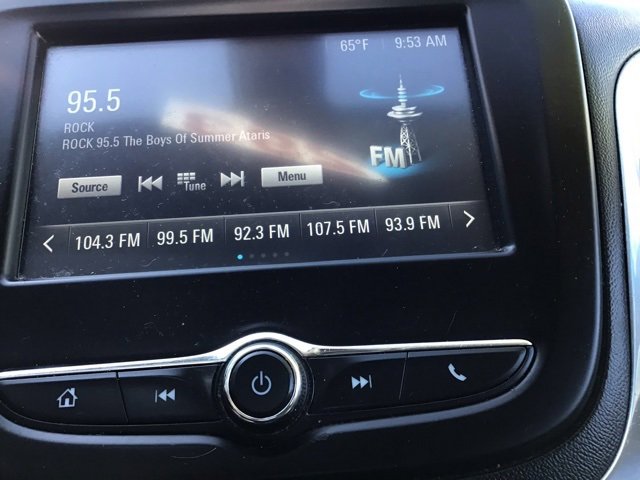 65°F 9:53 AM
95.5
ROCK
ROCK 95.5 The Boys Of Summer Ataris
FM
Source Tune Menu
104.3 FM 99.5 FM 92.3 FM 107.5 FM 93.9 FM